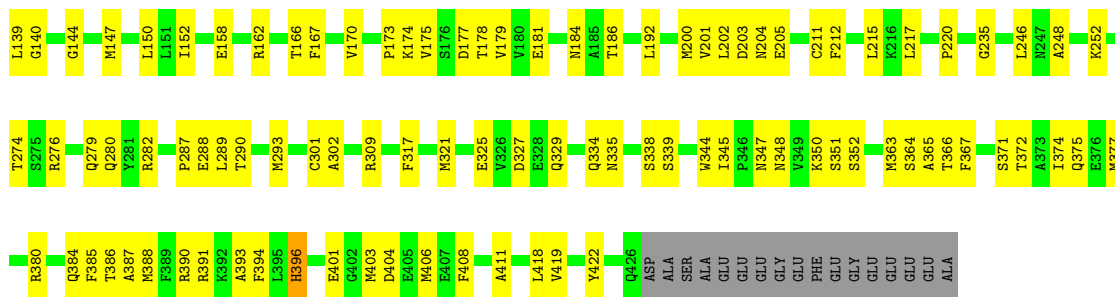 L139 G140 G144 M147 L150 L151 I152 E158 R162 T166 F167 V170 P173 K174 V175 S176 D177 T178 V179 V180 E181 N184 A185 T186 L192 M200 V201 L202 D203 N204 E205 C211 F212 L215 K216 L217 P220 G235 L246 N247 A248 K252
T274 S275 R276 Q279 Q280 Y281 R282 P287 E288 L289 T290 M293 C301 A302 R309 F317 M321 E325 V326 D327 E328 Q329 Q334 N335 S338 S339 W344 I345 P346 N347 N348 V349 K350 S351 S352 M363 S364 A365 T366 F367 S371 T372 A373 I374 Q375 E376 M377
R380 Q384 F385 T386 A387 M388 F389 R390 R391 K392 A393 F394 L395 H396 E401 G402 M403 D404 E405 M406 E407 F408 A411 L418 V419 Y422 Q426 ASP ALA SER ALA GLU GLU GLU GLY GLU PHE GLU GLY GLU GLU GLU GLU ALA